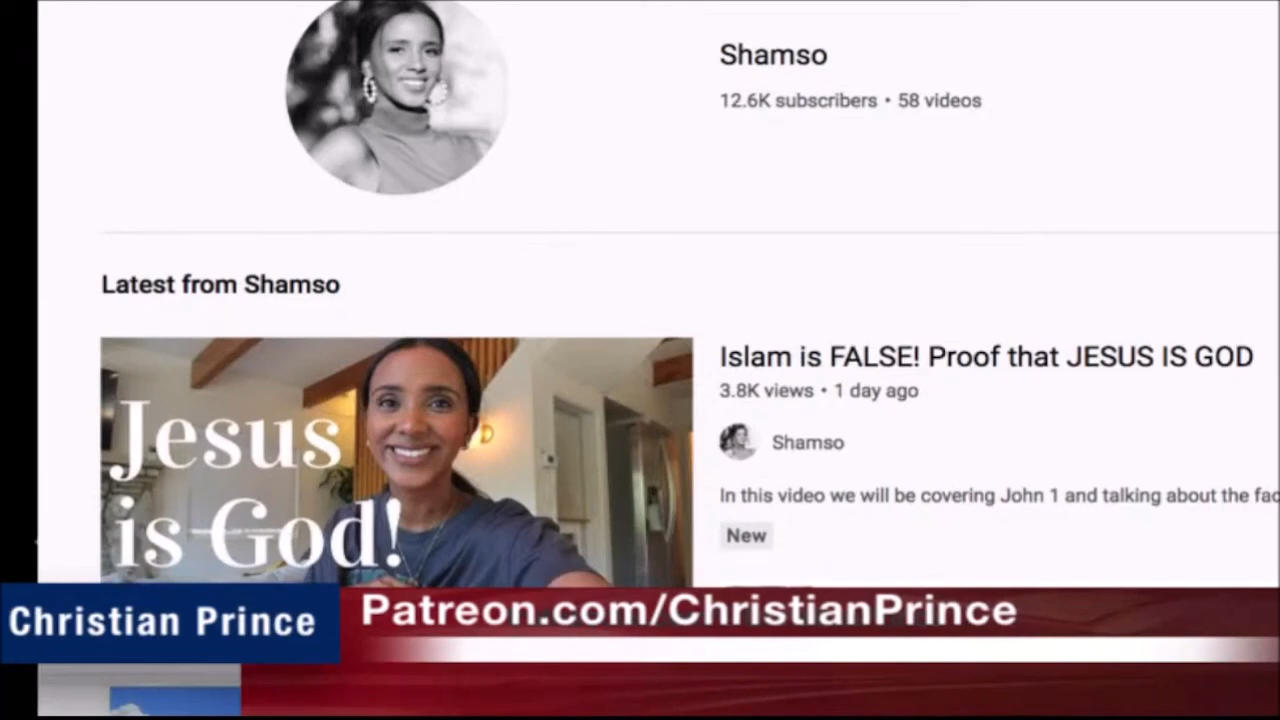 Shamso
12.6K subscribers • 58 videos
Latest from Shamso
Jesus
is God!
Islam is FALSE! Proof that JESUS IS GOD
3.8K views • 1 day ago
Shamso
In this video we will be covering John 1 and talking about the fac
New
Christian Prince
Patreon.com/ChristianPrince